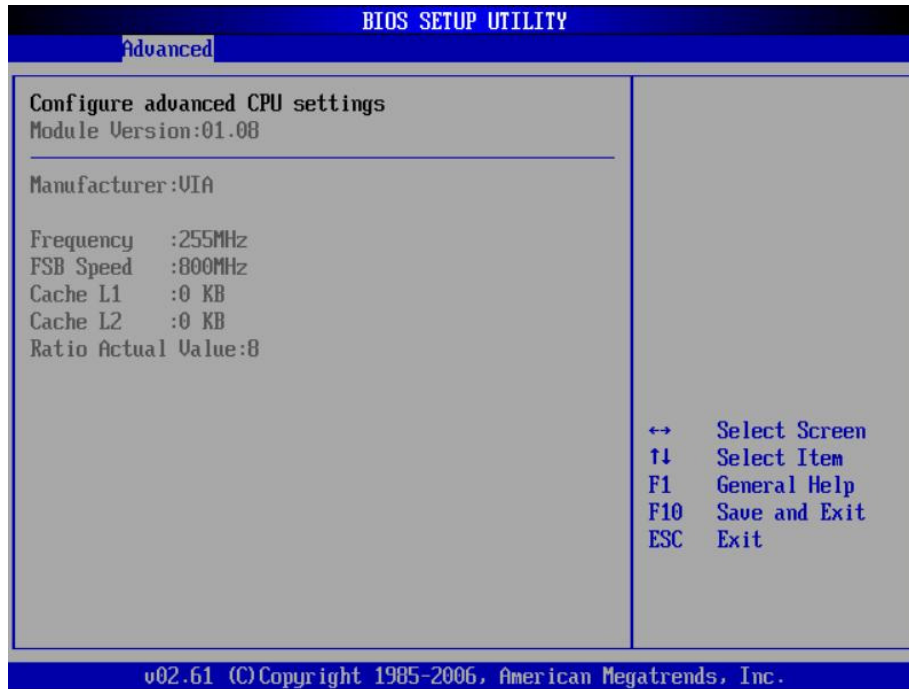 BIOS SETUP UTILITY
Advanced
Configure advanced CPU settings
Module Version:01.08
Manufacturer:VIA
Frequency :255MHz
FSB Speed :800MHz
Cache L1 :0 KB
Cache L2 :0 KB
Ratio Actual Value:8
↔ Select Screen
↑↓ Select Item
F1 General Help
F10 Save and Exit
ESC Exit
v02.61 (C)Copyright 1985-2006, American Megatrends, Inc.